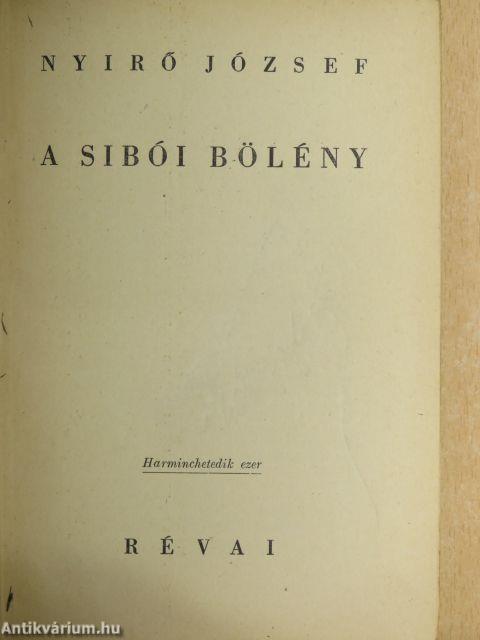 NYIRŐ JÓZSEF
A SIBÓI BÖLÉNY
Harminchetedik ezer
RÉVAI
Antikvárium.hu